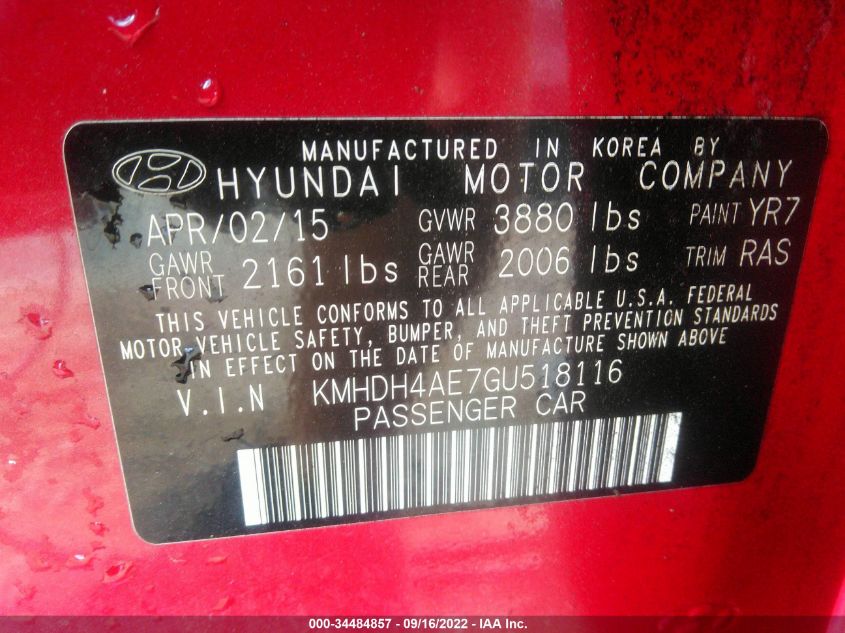 MANUFACTURED IN KOREA BY
HYUNDAI MOTOR COMPANY
APR/02/15 GVWR 3880 lbs PAINT YR7
GAWR FRONT 2161 lbs GAWR REAR 2006 lbs TRIM RAS
THIS VEHICLE CONFORMS TO ALL APPLICABLE U.S.A. FEDERAL
MOTOR VEHICLE SAFETY, BUMPER, AND THEFT PREVENTION STANDARDS
IN EFFECT ON THE DATE OF MANUFACTURE SHOWN ABOVE
V.I.N KMHDH4AE7GU518116
PASSENGER CAR
000-34484857 - 09/16/2022 - IAA Inc.